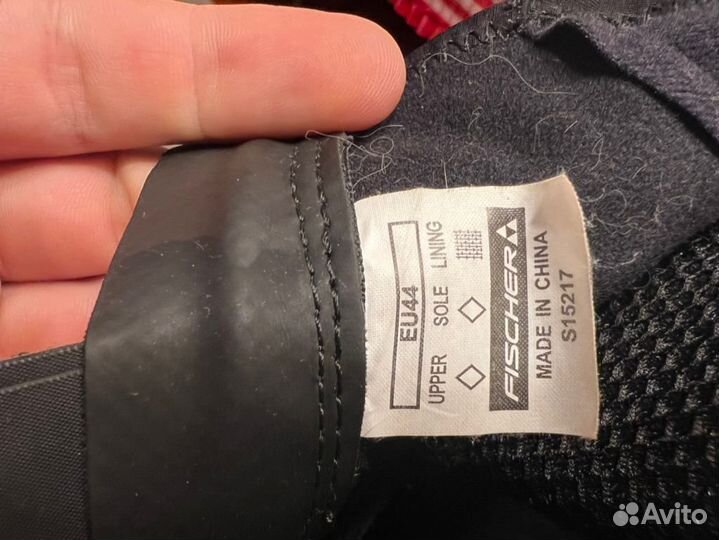 EU44
UPPER SOLE LINING
FISCHER
MADE IN CHINA
S15217
Avito